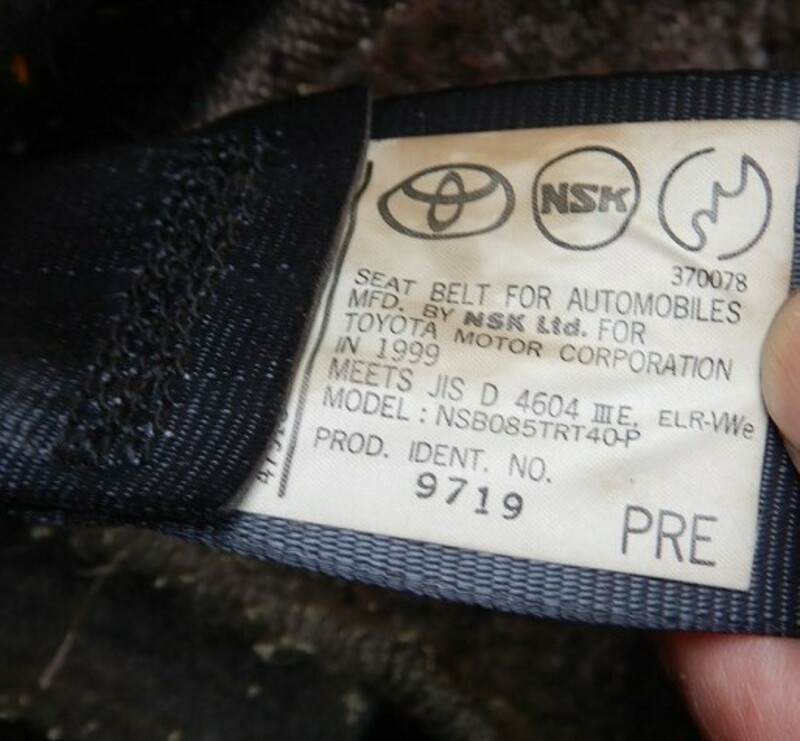 NSK
370078
SEAT BELT FOR AUTOMOBILES
MFD. BY NSK Ltd. FOR
TOYOTA MOTOR CORPORATION
IN 1999
MEETS JIS D 4604 ⅢE, ELR-VWe
MODEL : NSB085TRT40-P
PROD. IDENT. NO.
9719
PRE